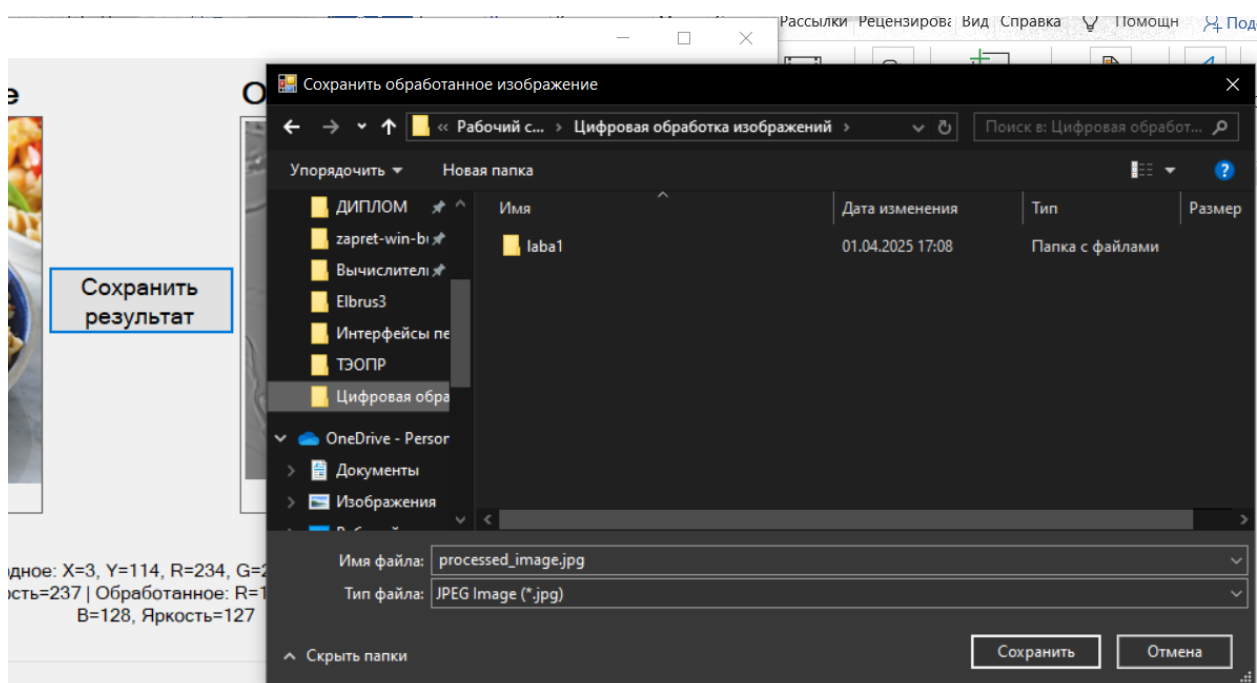 Рассылки Рецензирова Вид Справка Помощн Под
Сохранить обработанное изображение
« Рабочий с... › Цифровая обработка изображений ›
Поиск в: Цифровая обработ...
Упорядочить
Новая папка
Имя
Дата изменения
Тип
Размер
laba1
01.04.2025 17:08
Папка с файлами
ДИПЛОМ
zapret-win-bu
Вычислител
Elbrus3
Интерфейсы пе
ТЭОПР
Цифровая обра
OneDrive - Person
Документы
Изображения
Сохранить
результат
дное: X=3, Y=114, R=234, G=2
ость=237 | Обработанное: R=1
B=128, Яркость=127
Имя файла: processed_image.jpg
Тип файла: JPEG Image (*.jpg)
Скрыть папки
Сохранить
Отмена